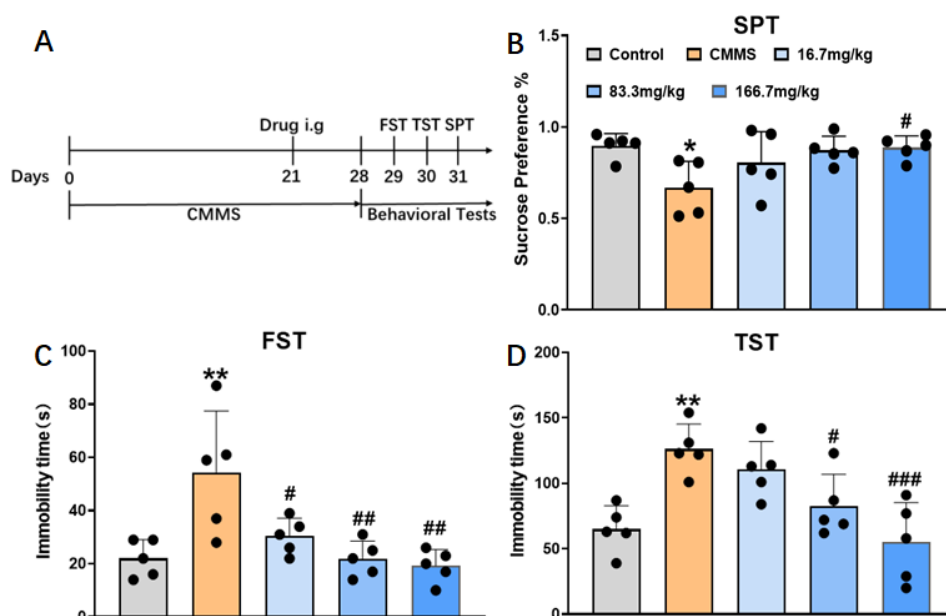 A
Drug i.g
FST TST SPT
Days
0
21
28
29
30
31
CMMS
Behavioral Tests
B
SPT
Control
CMMS
16.7mg/kg
83.3mg/kg
166.7mg/kg
Sucrose Preference %
1.5
1.0
0.5
0.0
*
#
C
FST
Immobility time(s)
100
80
60
40
20
0
**
#
##
##
D
TST
Immobility time(s)
200
150
100
50
0
**
#
###